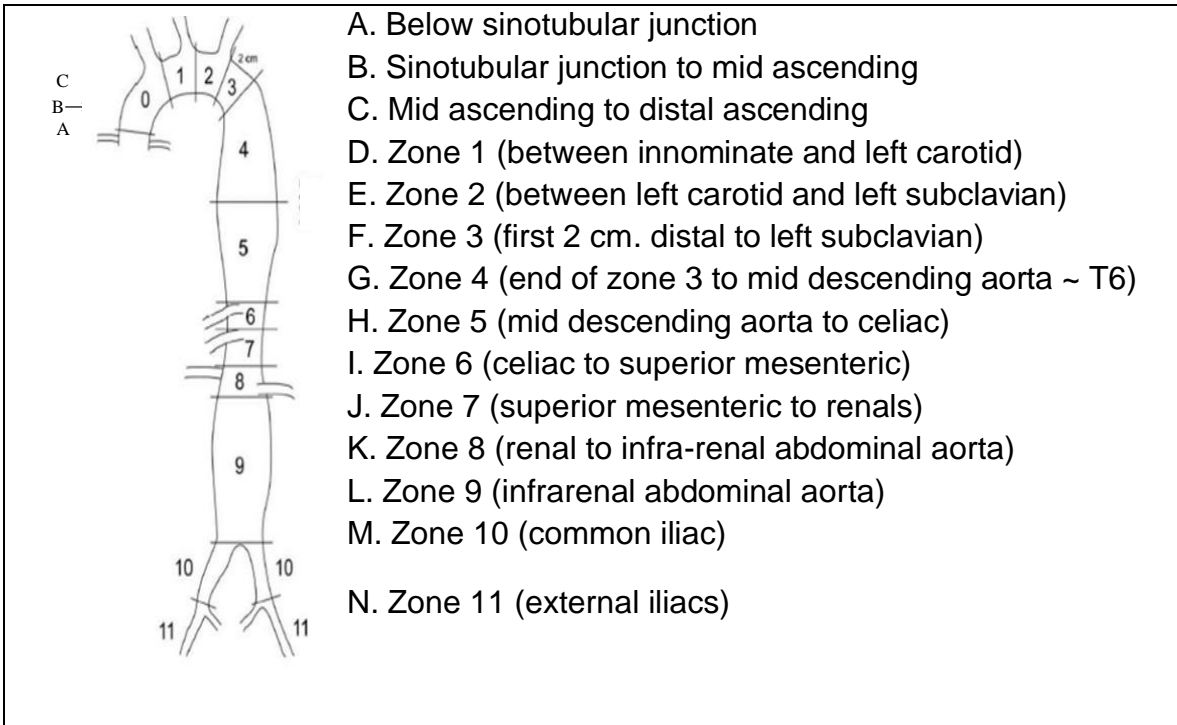 A. Below sinotubular junction
B. Sinotubular junction to mid ascending
C. Mid ascending to distal ascending
D. Zone 1 (between innominate and left carotid)
E. Zone 2 (between left carotid and left subclavian)
F. Zone 3 (first 2 cm. distal to left subclavian)
G. Zone 4 (end of zone 3 to mid descending aorta ~ T6)
H. Zone 5 (mid descending aorta to celiac)
I. Zone 6 (celiac to superior mesenteric)
J. Zone 7 (superior mesenteric to renals)
K. Zone 8 (renal to infra-renal abdominal aorta)
L. Zone 9 (infrarenal abdominal aorta)
M. Zone 10 (common iliac)
N. Zone 11 (external iliacs)
C
B
A
0
1
2
2 cm
3
4
5
6
7
8
9
10
10
11
11